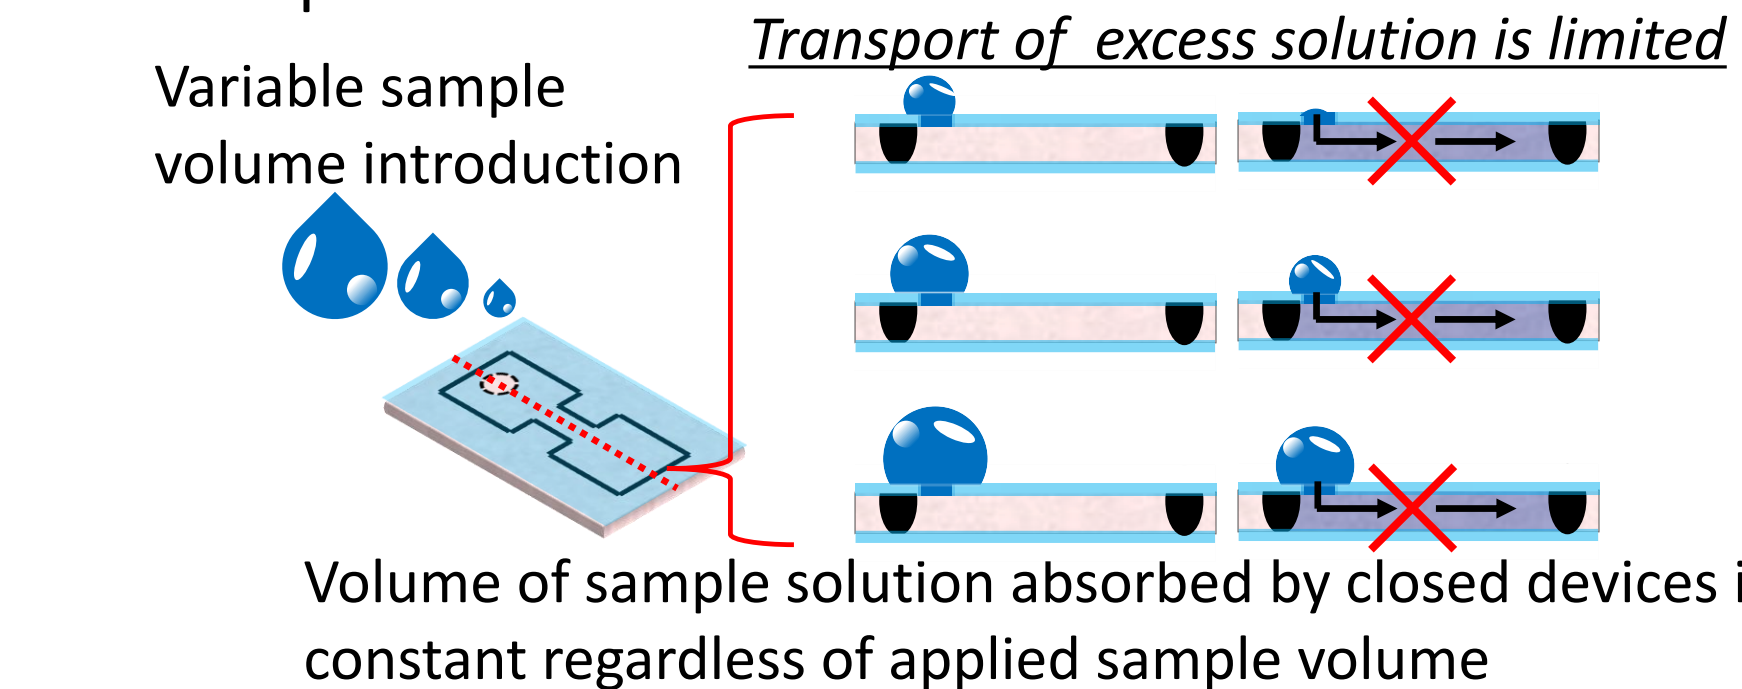 Transport of  excess solution is limited
Variable sample
volume introduction
Volume of sample solution absorbed by closed devices
constant regardless of applied sample volume